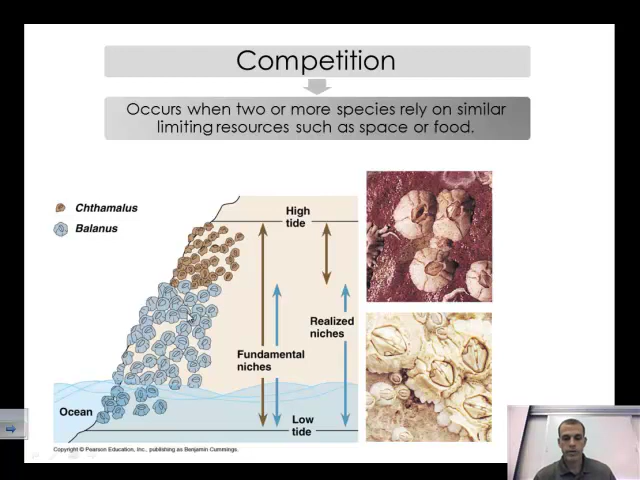 Competition
Occurs when two or more species rely on similar
limiting resources such as space or food.
Chthamalus
Balanus
High
tide
Realized
niches
Fundamental
niches
Ocean
Low
tide
Copyright © Pearson Education, Inc., publishing as Benjamin Cummings.